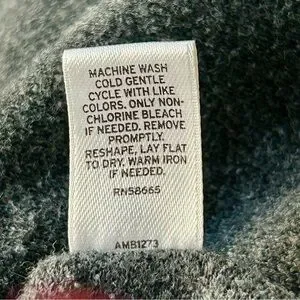 MACHINE WASH
COLD GENTLE
CYCLE WITH LIKE
COLORS. ONLY NON-
CHLORINE BLEACH
IF NEEDED. REMOVE
PROMPTLY.
RESHAPE, LAY FLAT
TO DRY. WARM IRON
IF NEEDED.
RN58665
AMB1273